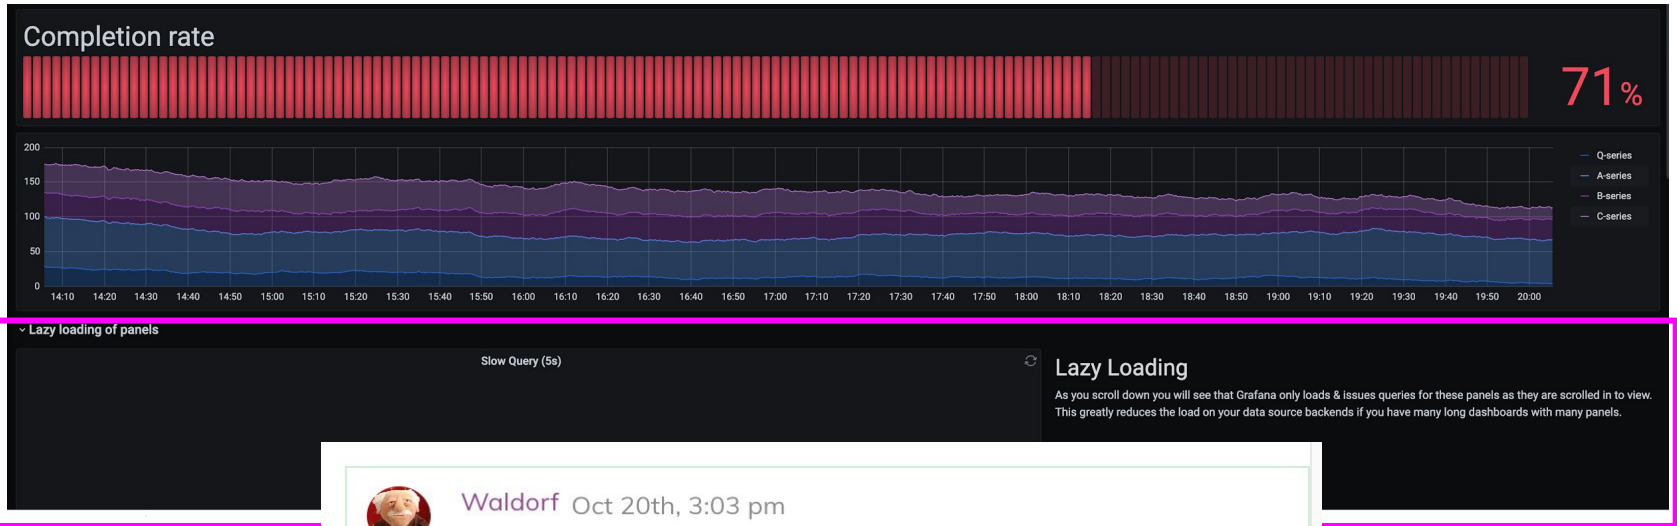 Completion rate
71%
200
150
100
50
0
14:10 14:20 14:30 14:40 14:50 15:00 15:10 15:20 15:30 15:40 15:50 16:00 16:10 16:20 16:30 16:40 16:50 17:00 17:10 17:20 17:30 17:40 17:50 18:00 18:10 18:20 18:30 18:40 18:50 19:00 19:10 19:20 19:30 19:40 19:50 20:00
Q-series
A-series
B-series
C-series
Lazy loading of panels
Slow Query (5s)
Lazy Loading
As you scroll down you will see that Grafana only loads & issues queries for these panels as they are scrolled in to view.
This greatly reduces the load on your data source backends if you have many long dashboards with many panels.
Waldorf Oct 20th, 3:03 pm